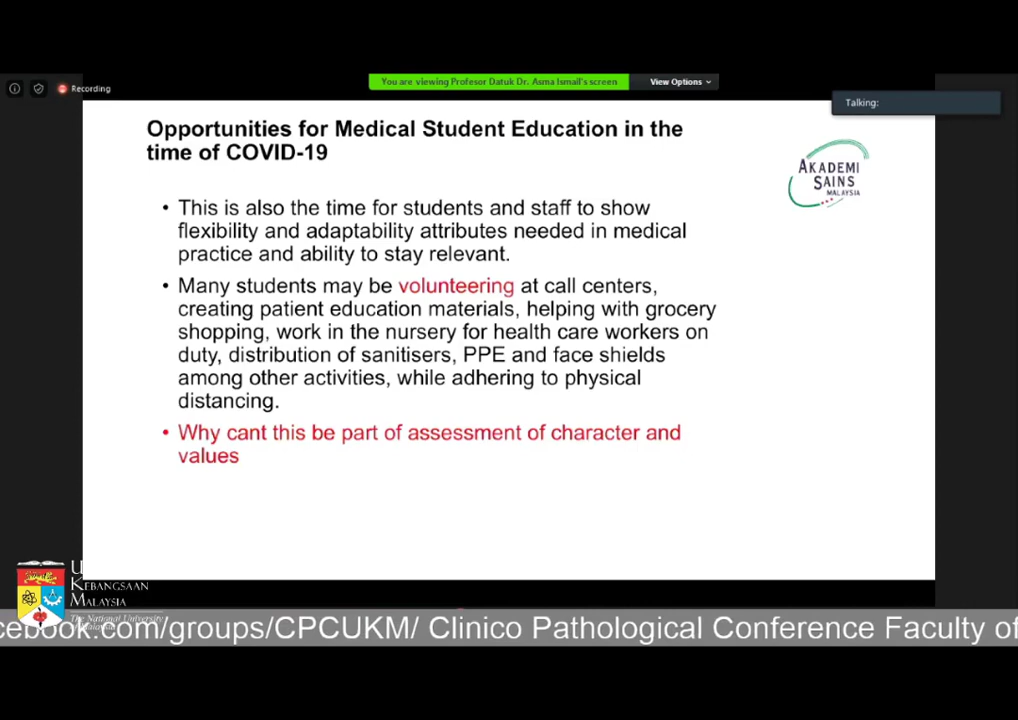 You are viewing Profesor Datuk Dr. Asma Ismail's screen
View Options
Recording
Talking:
Opportunities for Medical Student Education in the
time of COVID-19
AKADEMI
SAINS
MALAYSIA
• This is also the time for students and staff to show
flexibility and adaptability attributes needed in medical
practice and ability to stay relevant.
• Many students may be volunteering at call centers,
creating patient education materials, helping with grocery
shopping, work in the nursery for health care workers on
duty, distribution of sanitisers, PPE and face shields
among other activities, while adhering to physical
distancing.
• Why cant this be part of assessment of character and
values
U
KEBANGSAAN
MALAYSIA
The National University
cebook.com/groups/CPCUKM/ Clinico Pathological Conference Faculty of